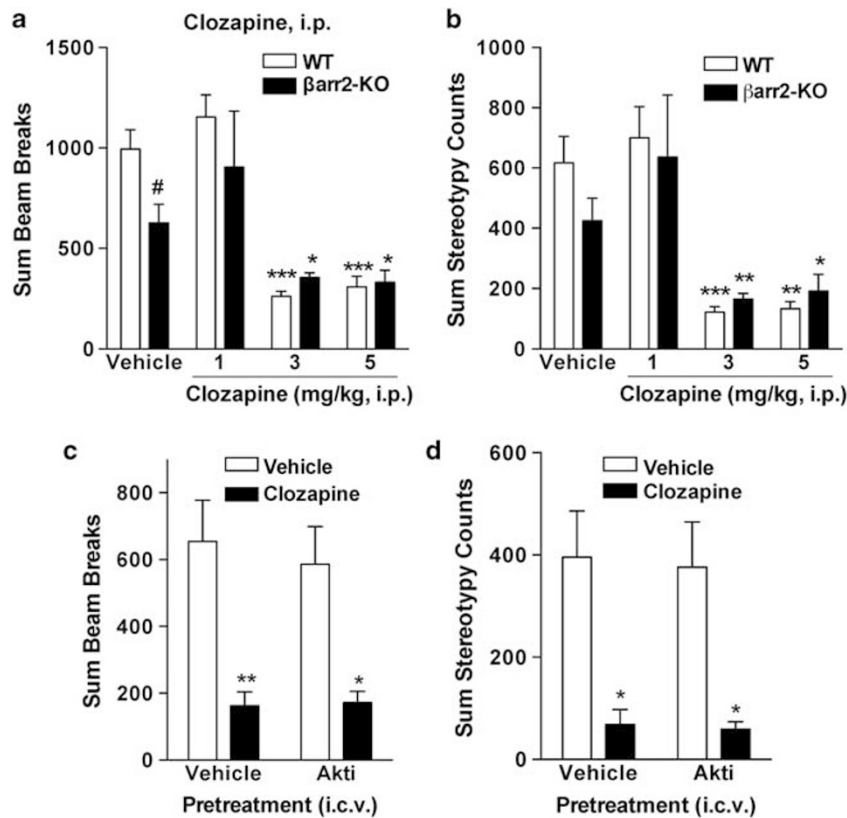 a
Clozapine, i.p.
1500
1000
500
0
Sum Beam Breaks
WT
βarr2-KO
#
***
*
***
*
Vehicle 1 3 5
Clozapine (mg/kg, i.p.)
b
1000
800
600
400
200
0
Sum Stereotypy Counts
WT
βarr2-KO
***
**
**
*
Vehicle 1 3 5
Clozapine (mg/kg, i.p.)
c
800
600
400
200
0
Sum Beam Breaks
Vehicle
Clozapine
**
*
Vehicle Akti
Pretreatment (i.c.v.)
d
600
400
200
0
Sum Stereotypy Counts
Vehicle
Clozapine
*
*
Vehicle Akti
Pretreatment (i.c.v.)